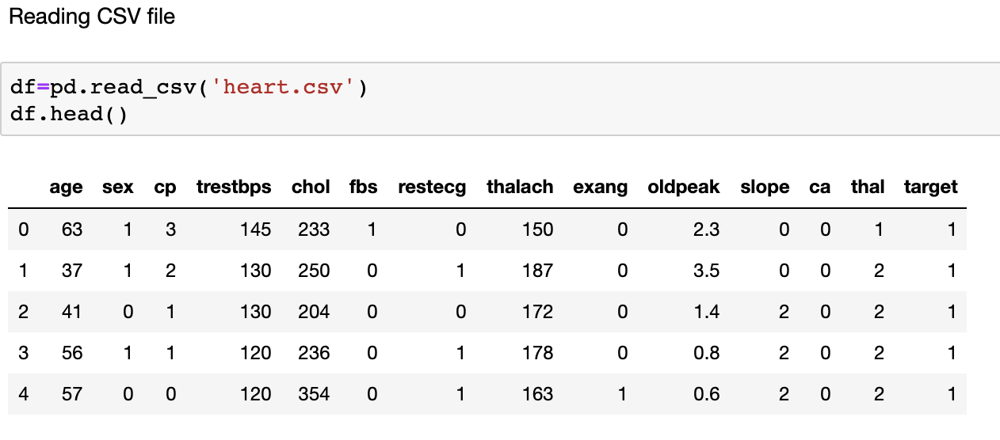 Reading CSV file
df=pd.read_csv('heart.csv')
df.head()
age sex cp trestbps chol fbs restecg thalach exang oldpeak slope ca thal target
0 63 1 3 145 233 1 0 150 0 2.3 0 0 1 1
1 37 1 2 130 250 0 1 187 0 3.5 0 0 2 1
2 41 0 1 130 204 0 0 172 0 1.4 2 0 2 1
3 56 1 1 120 236 0 1 178 0 0.8 2 0 2 1
4 57 0 0 120 354 0 1 163 1 0.6 2 0 2 1